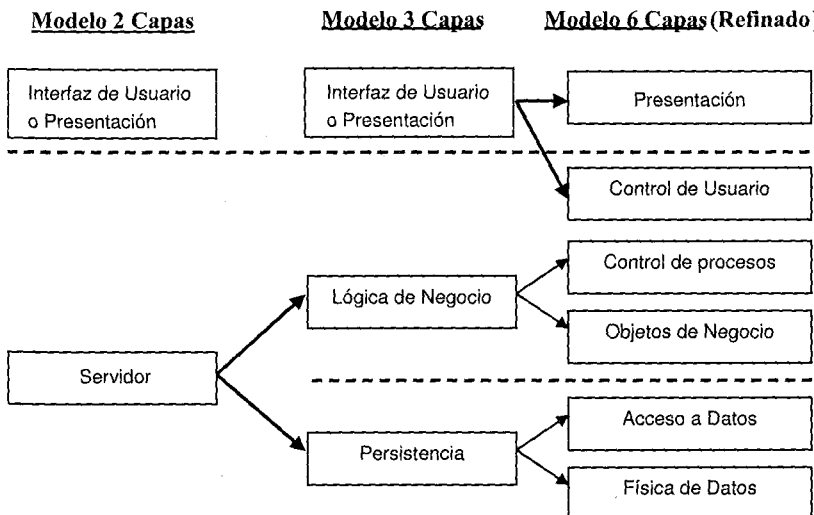 Modelo 2 Capas
Modelo 3 Capas
Modelo 6 Capas (Refinado)
Interfaz de Usuario
o Presentación
Interfaz de Usuario
o Presentación
Presentación
Control de Usuario
Control de procesos
Lógica de Negocio
Objetos de Negocio
Servidor
Acceso a Datos
Persistencia
Física de Datos